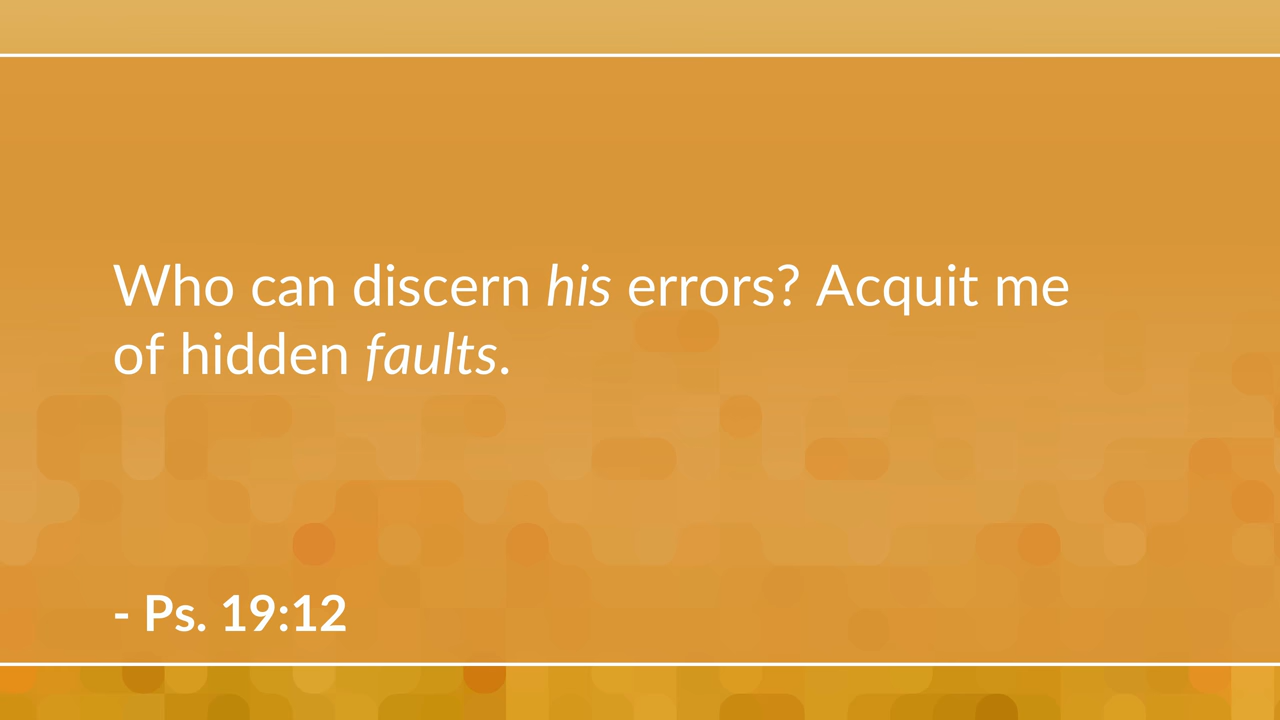 Who can discern his errors? Acquit me
of hidden faults.
- Ps. 19:12